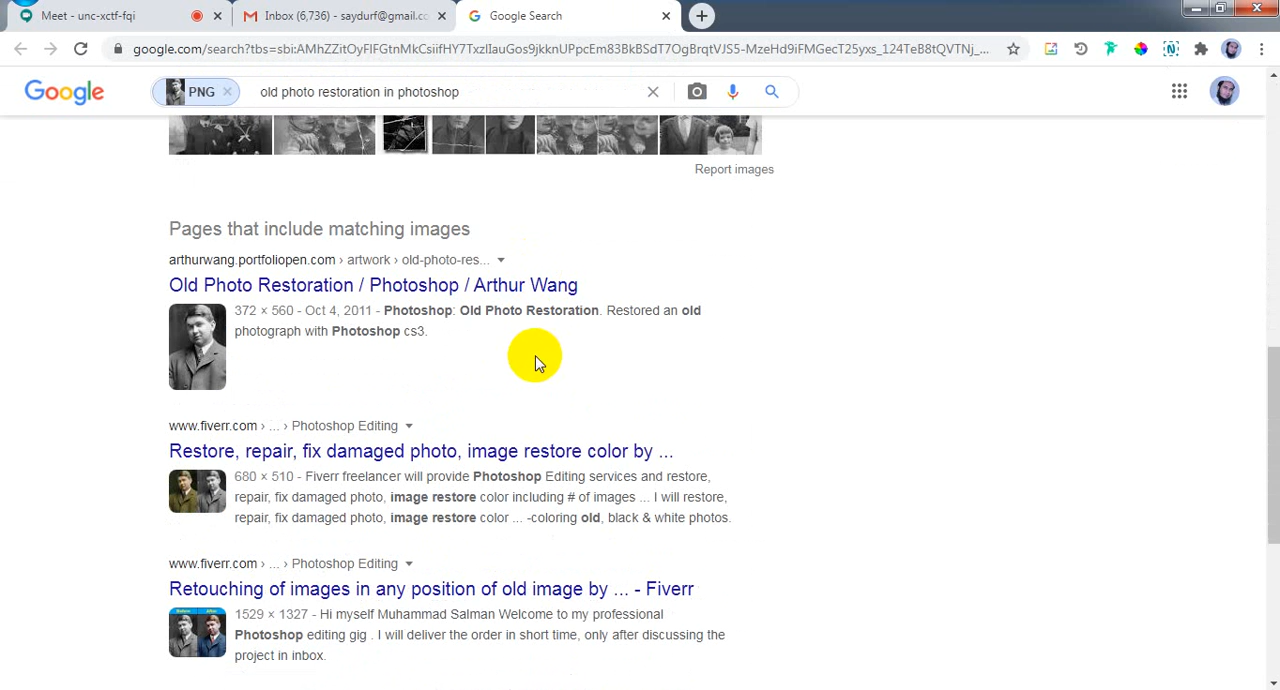 Meet - unc-xctf-fqi
Inbox (6,736) - saydurf@gmail.co
Google Search
google.com/search?tbs=sbi:AMhZZitOyFIFGtnMkCsiifHY7TxzlIauGos9jkknUPpcEm83BkBSdT7OgBrqtVJS5-MzeHd9iFMGecT25yxs_124TeB8tQVTNj_...
Google
PNG
old photo restoration in photoshop
Report images
Pages that include matching images
arthurwang.portfoliopen.com › artwork › old-photo-res...
Old Photo Restoration / Photoshop / Arthur Wang
372 × 560 - Oct 4, 2011 - Photoshop: Old Photo Restoration. Restored an old
photograph with Photoshop cs3.
www.fiverr.com › ... › Photoshop Editing
Restore, repair, fix damaged photo, image restore color by ...
680 × 510 - Fiverr freelancer will provide Photoshop Editing services and restore,
repair, fix damaged photo, image restore color including # of images ... I will restore,
repair, fix damaged photo, image restore color ... -coloring old, black & white photos.
www.fiverr.com › ... › Photoshop Editing
Retouching of images in any position of old image by ... - Fiverr
1529 × 1327 - Hi myself Muhammad Salman Welcome to my professional
Photoshop editing gig . I will deliver the order in short time, only after discussing the
project in inbox.